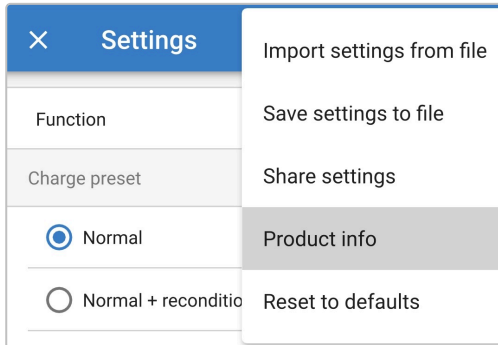 Settings
Import settings from file
Function
Save settings to file
Charge preset
Share settings
Normal
Product info
Normal + reconditio
Reset to defaults